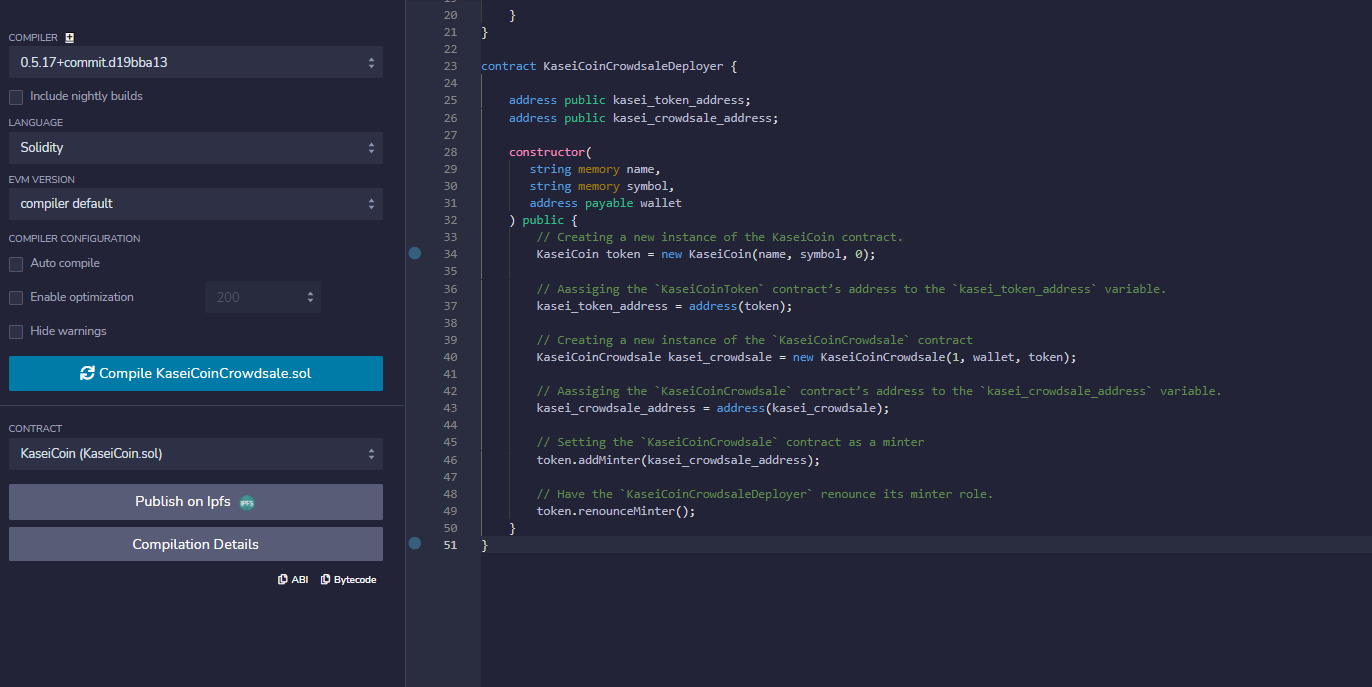 COMPILER
0.5.17+commit.d19bba13
Include nightly builds
LANGUAGE
Solidity
EVM VERSION
compiler default
COMPILER CONFIGURATION
Auto compile
Enable optimization
200
Hide warnings
Compile KaseiCoinCrowdsale.sol
CONTRACT
KaseiCoin (KaseiCoin.sol)
Publish on Ipfs
IPFS
Compilation Details
ABI
Bytecode
20 }
21 }
22
23 contract KaseiCoinCrowdsaleDeployer {
24
25 address public kasei_token_address;
26 address public kasei_crowdsale_address;
27
28 constructor(
29 string memory name,
30 string memory symbol,
31 address payable wallet
32 ) public {
33 // Creating a new instance of the KaseiCoin contract.
34 KaseiCoin token = new KaseiCoin(name, symbol, 0);
35
36 // Aassiging the `KaseiCoinToken` contract’s address to the `kasei_token_address` variable.
37 kasei_token_address = address(token);
38
39 // Creating a new instance of the `KaseiCoinCrowdsale` contract
40 KaseiCoinCrowdsale kasei_crowdsale = new KaseiCoinCrowdsale(1, wallet, token);
41
42 // Aassiging the `KaseiCoinCrowdsale` contract’s address to the `kasei_crowdsale_address` variable.
43 kasei_crowdsale_address = address(kasei_crowdsale);
44
45 // Setting the `KaseiCoinCrowdsale` contract as a minter
46 token.addMinter(kasei_crowdsale_address);
47
48 // Have the `KaseiCoinCrowdsaleDeployer` renounce its minter role.
49 token.renounceMinter();
50 }
51 }